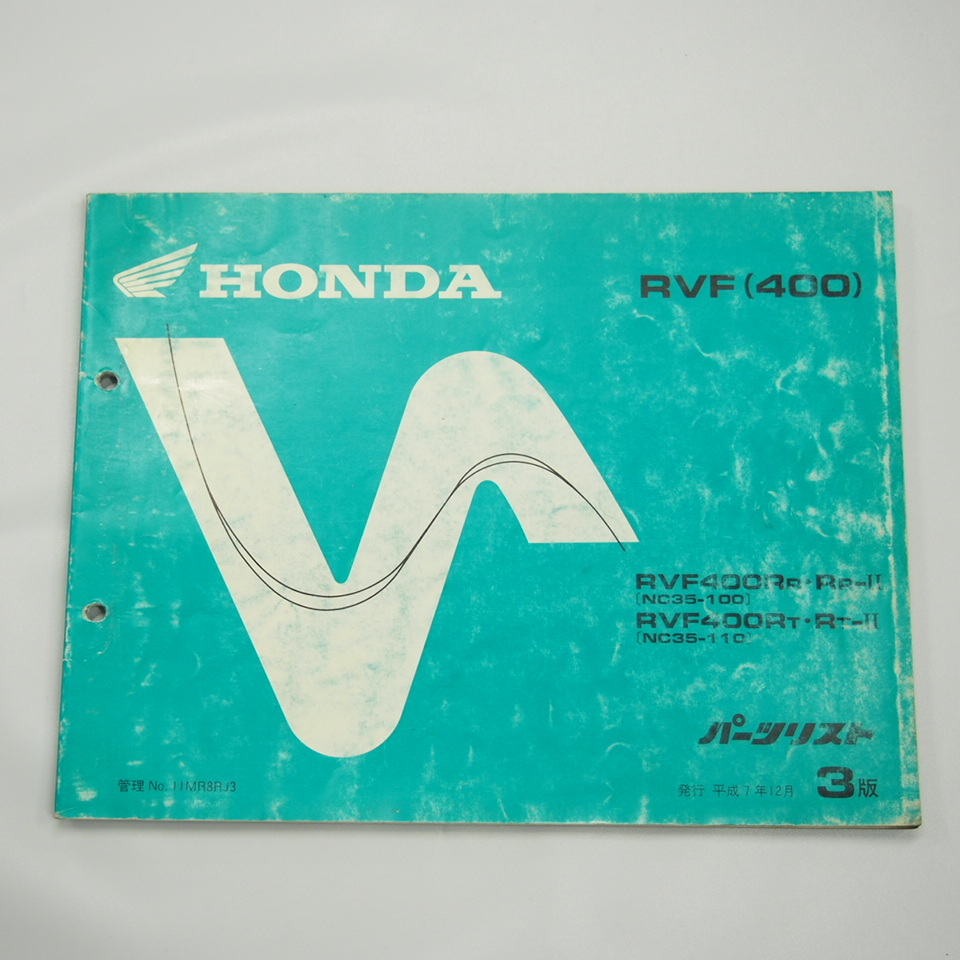 HONDA
RVF(400)
RVF400RR・RR-II
(NC35-100)
RVF400RT・RT-II
(NC35-110)
パーツリスト
管理 No. 11MR8RJ3
発行 平成7年12月 3版